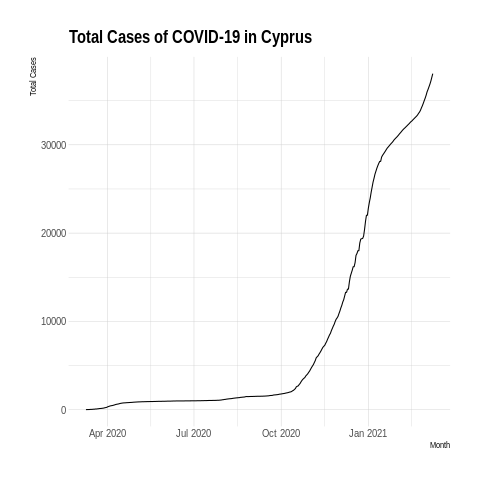 Total Cases of COVID-19 in Cyprus
Total Cases
30000
20000
10000
0
Apr 2020 Jul 2020 Oct 2020 Jan 2021
Month